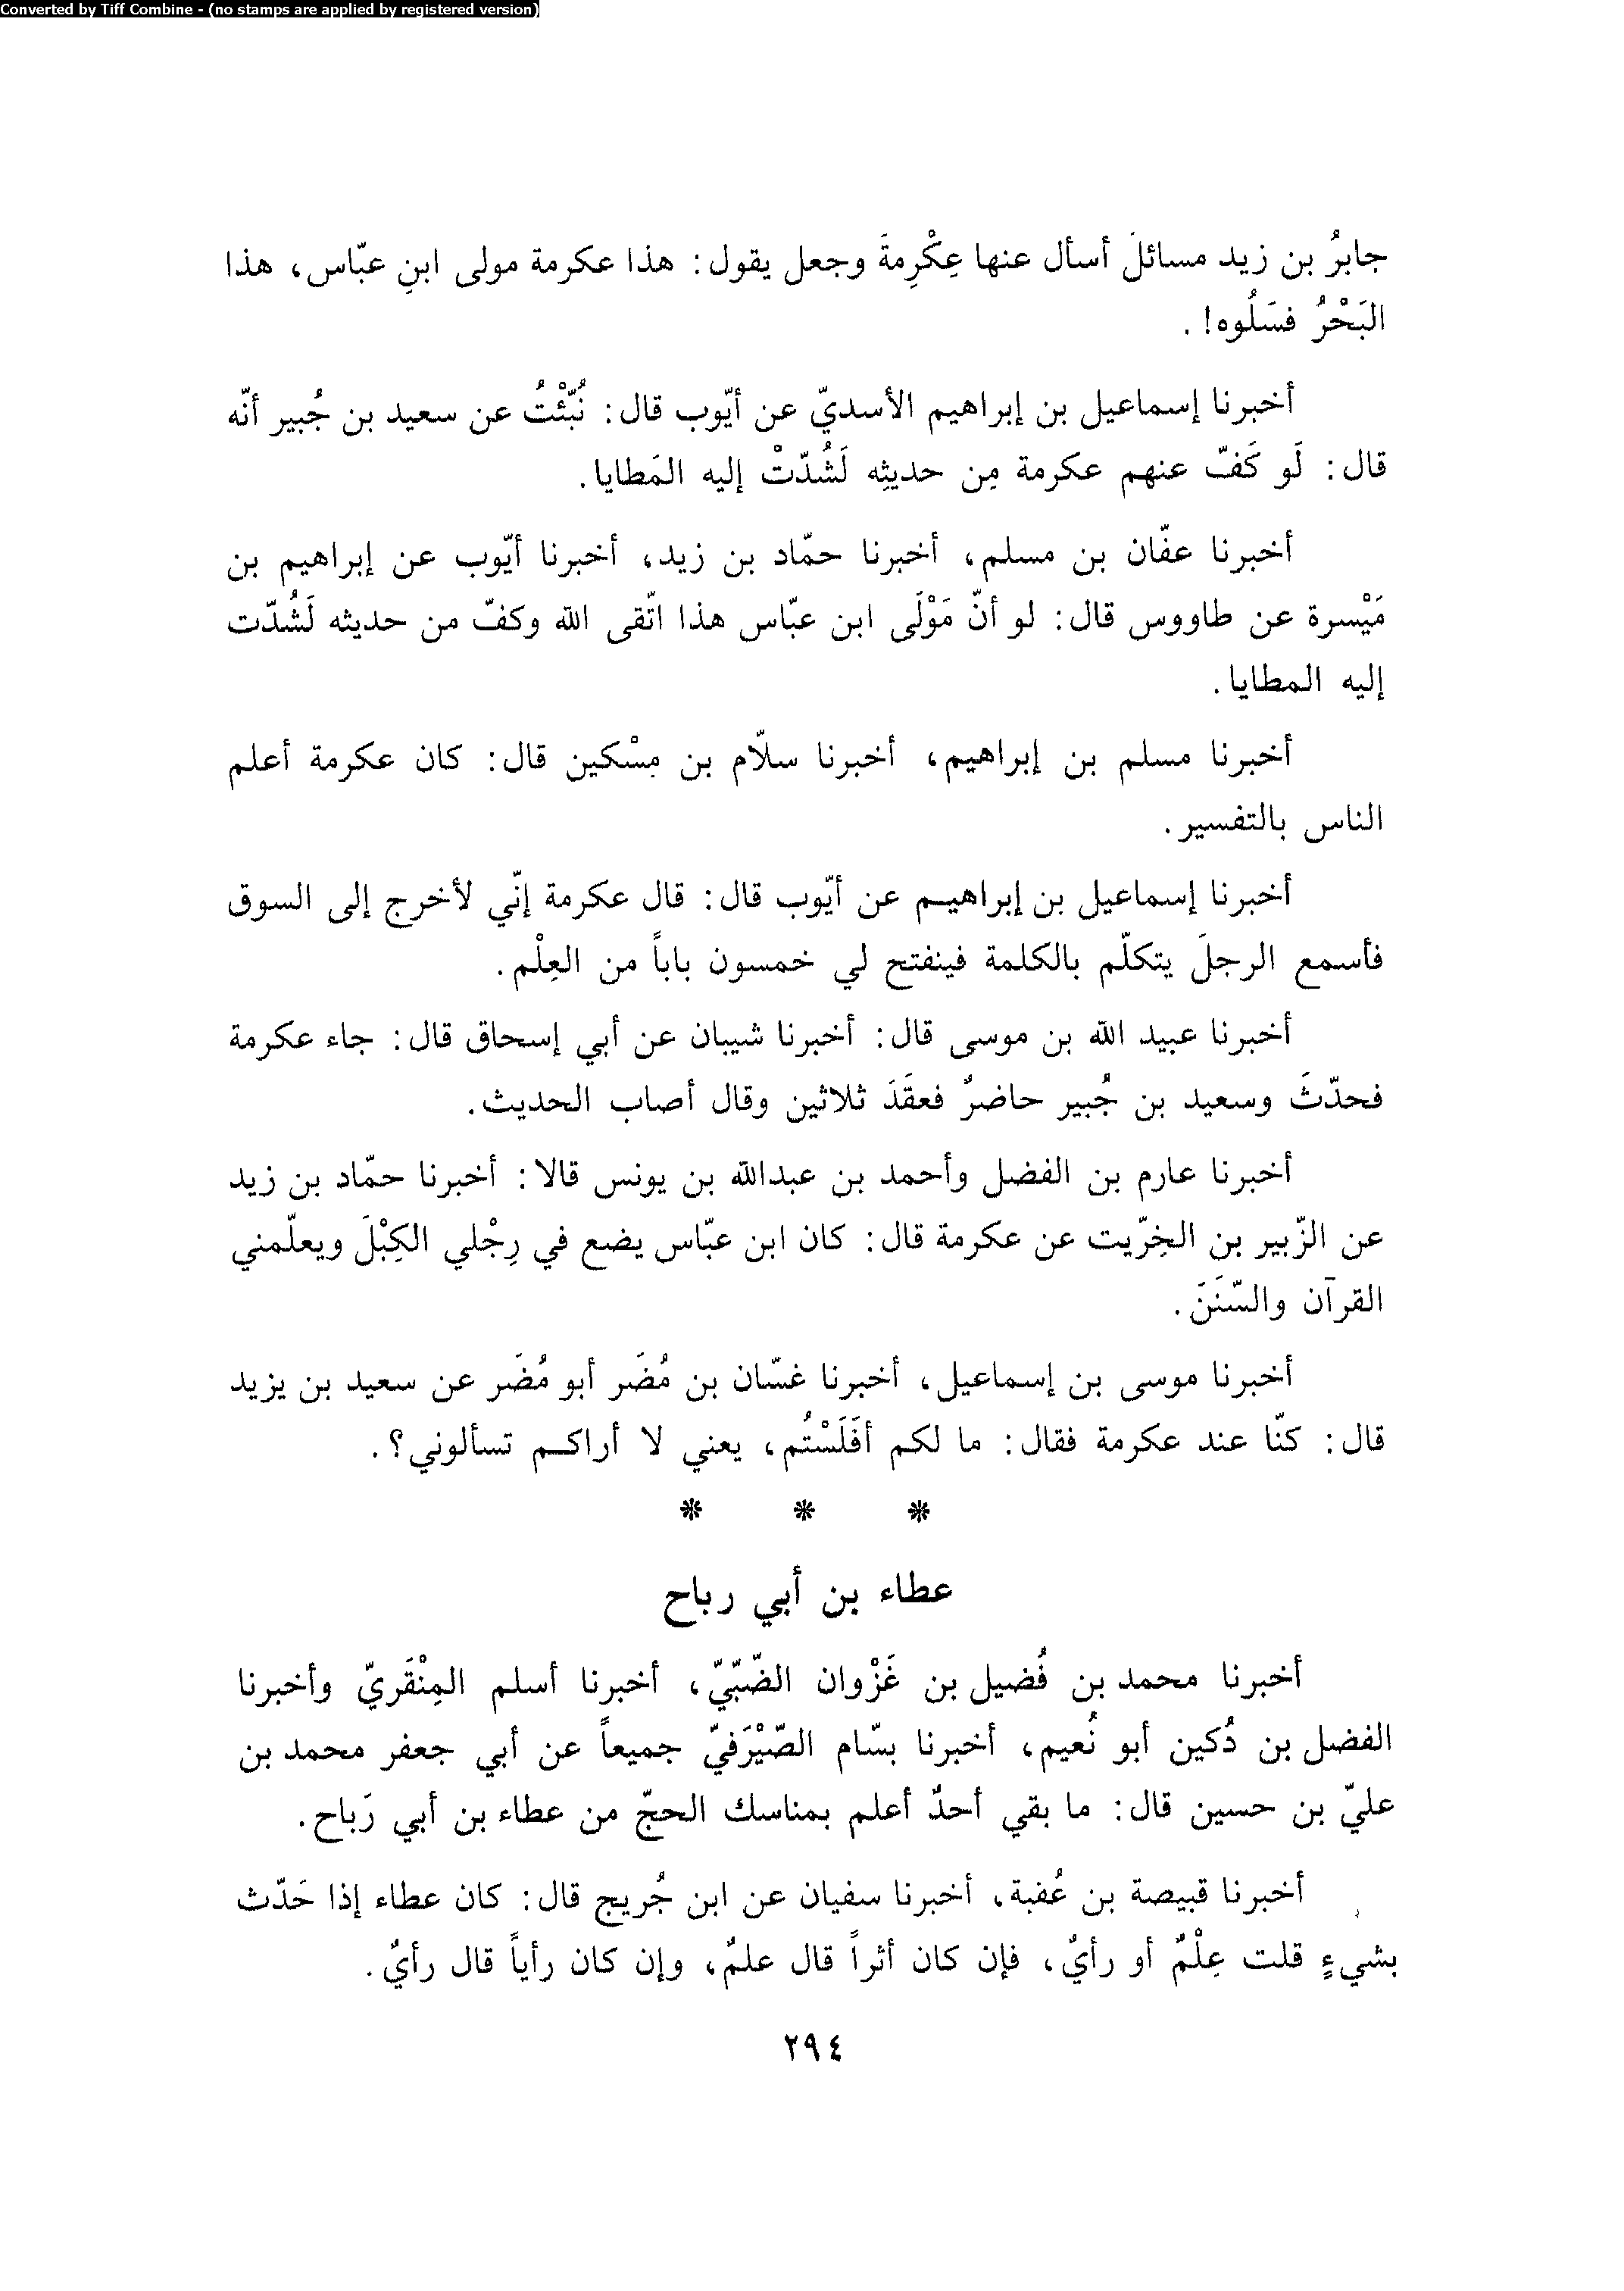 Converted by Tiff Combine - (no stamps are applied by registered version)
جابرُ بن زيد مسائلَ أسأل عنها عِكْرِمةَ وجعل يقول: هذا عكرمة مولى ابنِ عبّاس، هذا
البَحْرُ فسَلُوه! .
أخبرنا إسماعيل بن إبراهيم الأسديّ عن أيّوب قال: نُبّئْتُ عن سعيد بن جُبير أنّه
قال: لَو كَفّ عنهم عكرمة مِن حديثِه لَشُدّتْ إليه المَطايا.
أخبرنا عفّان بن مسلم، أخبرنا حمّاد بن زيد، أخبرنا أيّوب عن إبراهيم بن
مَيْسرة عن طاووس قال: لو أنّ مَوْلَى ابن عبّاس هذا اتّقى الله وكفّ من حديثه لَشُدّت
إليه المطايا.
أخبرنا مسلم بن إبراهيم، أخبرنا سلّام بن مِسْكين قال: كان عكرمة أعلم
الناس بالتفسير.
أخبرنا إسماعيل بن إبراهيم عن أيّوب قال: قال عكرمة إنّي لأخرج إلى السوق
فأسمع الرجلَ يتكلّم بالكلمة فينفتح لي خمسون باباً من العِلْم.
أخبرنا عبيد الله بن موسى قال: أخبرنا شيبان عن أبي إسحاق قال: جاء عكرمة
فحدّثَ وسعيد بن جُبير حاضرٌ فعقَدَ ثلاثين وقال أصاب الحديث.
أخبرنا عارم بن الفضل وأحمد بن عبدالله بن يونس قالا: أخبرنا حمّاد بن زيد
عن الزّبير بن الخِرّيت عن عكرمة قال: كان ابن عبّاس يضع في رِجْلي الكِبْلَ ويعلّمني
القرآن والسّنَنَ.
أخبرنا موسى بن إسماعيل، أخبرنا غسّان بن مُضَر أبو مُضَر عن سعيد بن يزيد
قال: كنّا عند عكرمة فقال: ما لكم أفَلَسْتُم، يعني لا أراكم تسألوني؟.
* * *
عطاء بن أبي رباح
أخبرنا محمد بن فُضيل بن غَزْوان الضّبّيّ، أخبرنا أسلم المِنْقَريّ وأخبرنا
الفضل بن دُكين أبو نُعيم، أخبرنا بسّام الصّيْرَفيّ جميعاً عن أبي جعفر محمد بن
عليّ بن حسين قال: ما بقي أحدٌ أعلم بمناسك الحجّ من عطاء بن أبي رَباح.
أخبرنا قبيصة بن عُفبة، أخبرنا سفيان عن ابن جُريج قال: كان عطاء إذا حَدّث
بشيءٍ قلت عِلْمٌ أو رأيٌ، فإن كان أثراً قال علمٌ، وإن كان رأياً قال رأيٌ.
٢٩٤